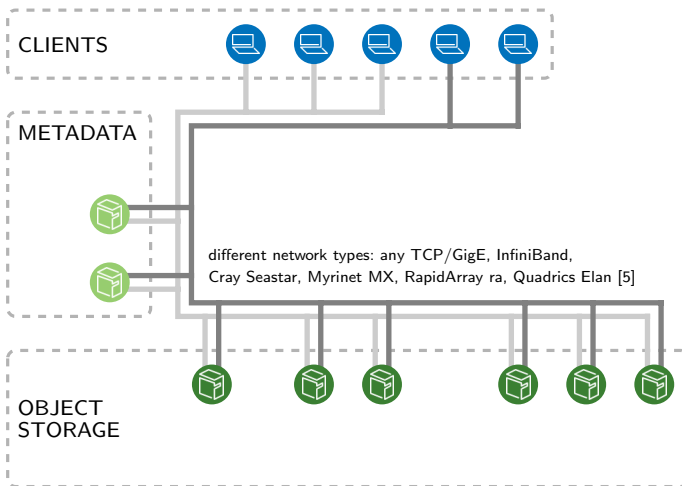 CLIENTS
METADATA
different network types: any TCP/GigE, InfiniBand,
Cray Seastar, Myrinet MX, RapidArray ra, Quadrics Elan [5]
OBJECT
STORAGE